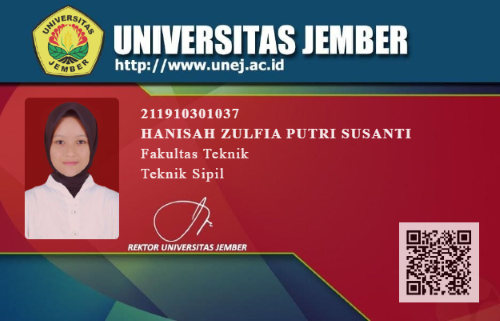 UNIVERSITAS
JEMBER
UNIVERSITAS JEMBER
http://www.unej.ac.id
211910301037
HANISAH ZULFIA PUTRI SUSANTI
Fakultas Teknik
Teknik Sipil
REKTOR UNIVERSITAS JEMBER